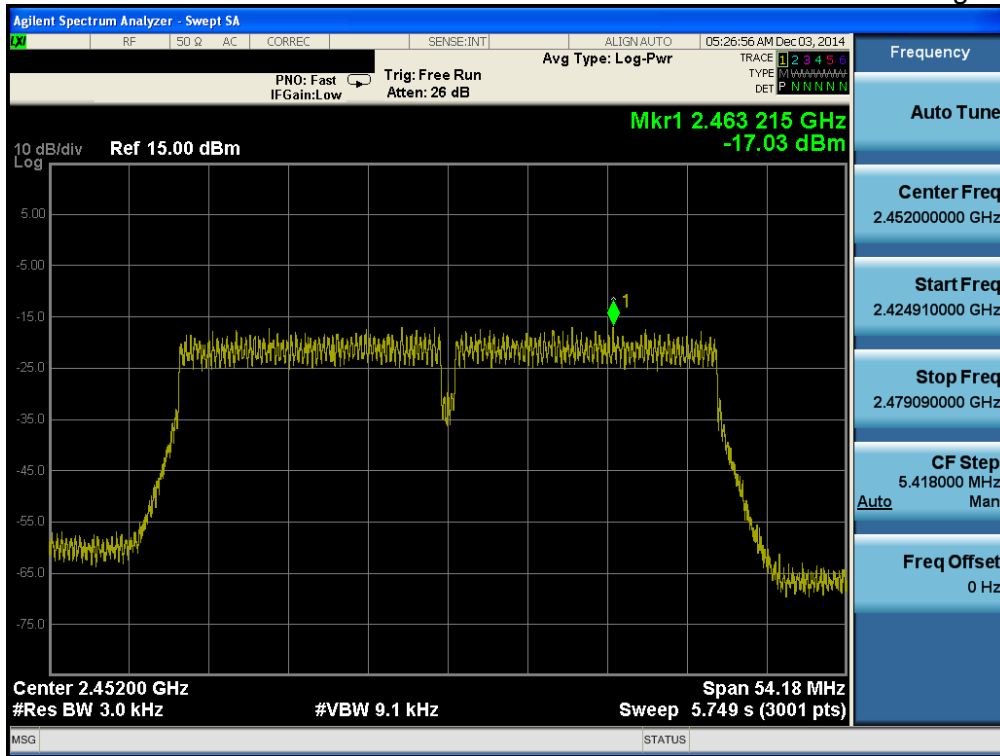 Agilent Spectrum Analyzer - Swept SA
LXI RF 50 Ω AC CORREC SENSE:INT ALIGN AUTO 05:26:56 AM Dec 03, 2014
Frequency
PNO: Fast
IFGain:Low
Trig: Free Run
Atten: 26 dB
Avg Type: Log-Pwr
TRACE 1 2 3 4 5 6
TYPE M
DET P N N N N N
Auto Tune
Mkr1 2.463 215 GHz
-17.03 dBm
10 dB/div Ref 15.00 dBm
Log
5.00
-5.00
-15.0
-25.0
-35.0
-45.0
-55.0
-65.0
-75.0
1
Center Freq
2.452000000 GHz
Start Freq
2.424910000 GHz
Stop Freq
2.479090000 GHz
CF Step
5.418000 MHz
Auto Man
Freq Offset
0 Hz
Center 2.45200 GHz Span 54.18 MHz
#Res BW 3.0 kHz #VBW 9.1 kHz Sweep 5.749 s (3001 pts)
MSG STATUS